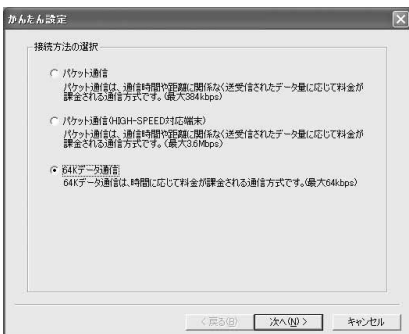 かんたん設定
接続方法の選択
パケット通信
パケット通信は、通信時間や距離に関係なく送受信されたデータ量に応じて料金が
課金される通信方式です。(最大384kbps)
パケット通信(HIGH-SPEED対応端末)
パケット通信は、通信時間や距離に関係なく送受信されたデータ量に応じて料金が
課金される通信方式です。(最大3.6Mbps)
64Kデータ通信
64Kデータ通信は、時間に応じて料金が課金される通信方式です。(最大64kbps)
< 戻る(B) 次へ(N) > キャンセル